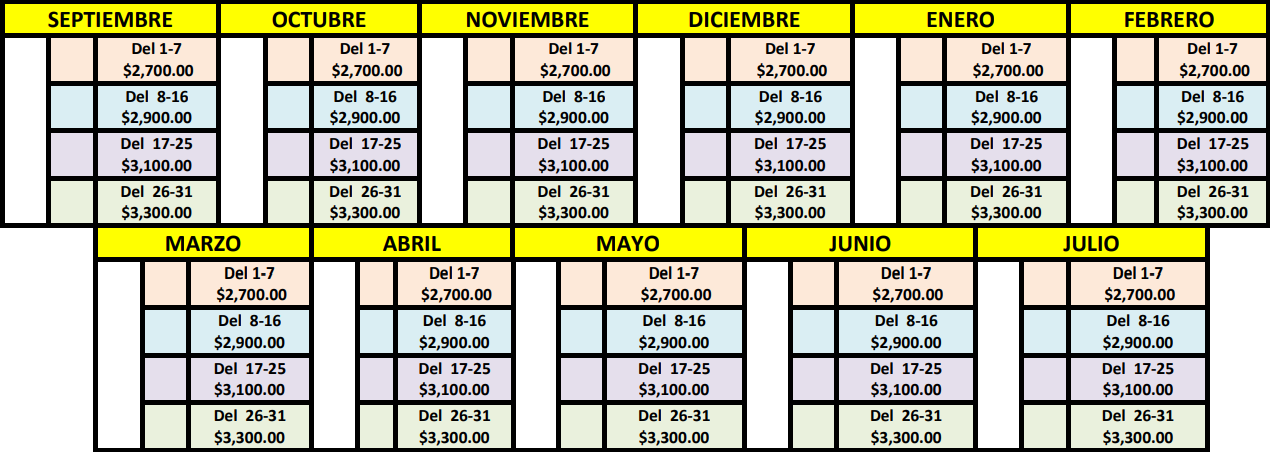 SEPTIEMBRE OCTUBRE NOVIEMBRE DICIEMBRE ENERO FEBRERO
Del 1-7 Del 1-7 Del 1-7 Del 1-7 Del 1-7 Del 1-7
$2,700.00 $2,700.00 $2,700.00 $2,700.00 $2,700.00 $2,700.00
Del 8-16 Del 8-16 Del 8-16 Del 8-16 Del 8-16 Del 8-16
$2,900.00 $2,900.00 $2,900.00 $2,900.00 $2,900.00 $2,900.00
Del 17-25 Del 17-25 Del 17-25 Del 17-25 Del 17-25 Del 17-25
$3,100.00 $3,100.00 $3,100.00 $3,100.00 $3,100.00 $3,100.00
Del 26-31 Del 26-31 Del 26-31 Del 26-31 Del 26-31 Del 26-31
$3,300.00 $3,300.00 $3,300.00 $3,300.00 $3,300.00 $3,300.00
MARZO ABRIL MAYO JUNIO JULIO
Del 1-7 Del 1-7 Del 1-7 Del 1-7 Del 1-7
$2,700.00 $2,700.00 $2,700.00 $2,700.00 $2,700.00
Del 8-16 Del 8-16 Del 8-16 Del 8-16 Del 8-16
$2,900.00 $2,900.00 $2,900.00 $2,900.00 $2,900.00
Del 17-25 Del 17-25 Del 17-25 Del 17-25 Del 17-25
$3,100.00 $3,100.00 $3,100.00 $3,100.00 $3,100.00
Del 26-31 Del 26-31 Del 26-31 Del 26-31 Del 26-31
$3,300.00 $3,300.00 $3,300.00 $3,300.00 $3,300.00